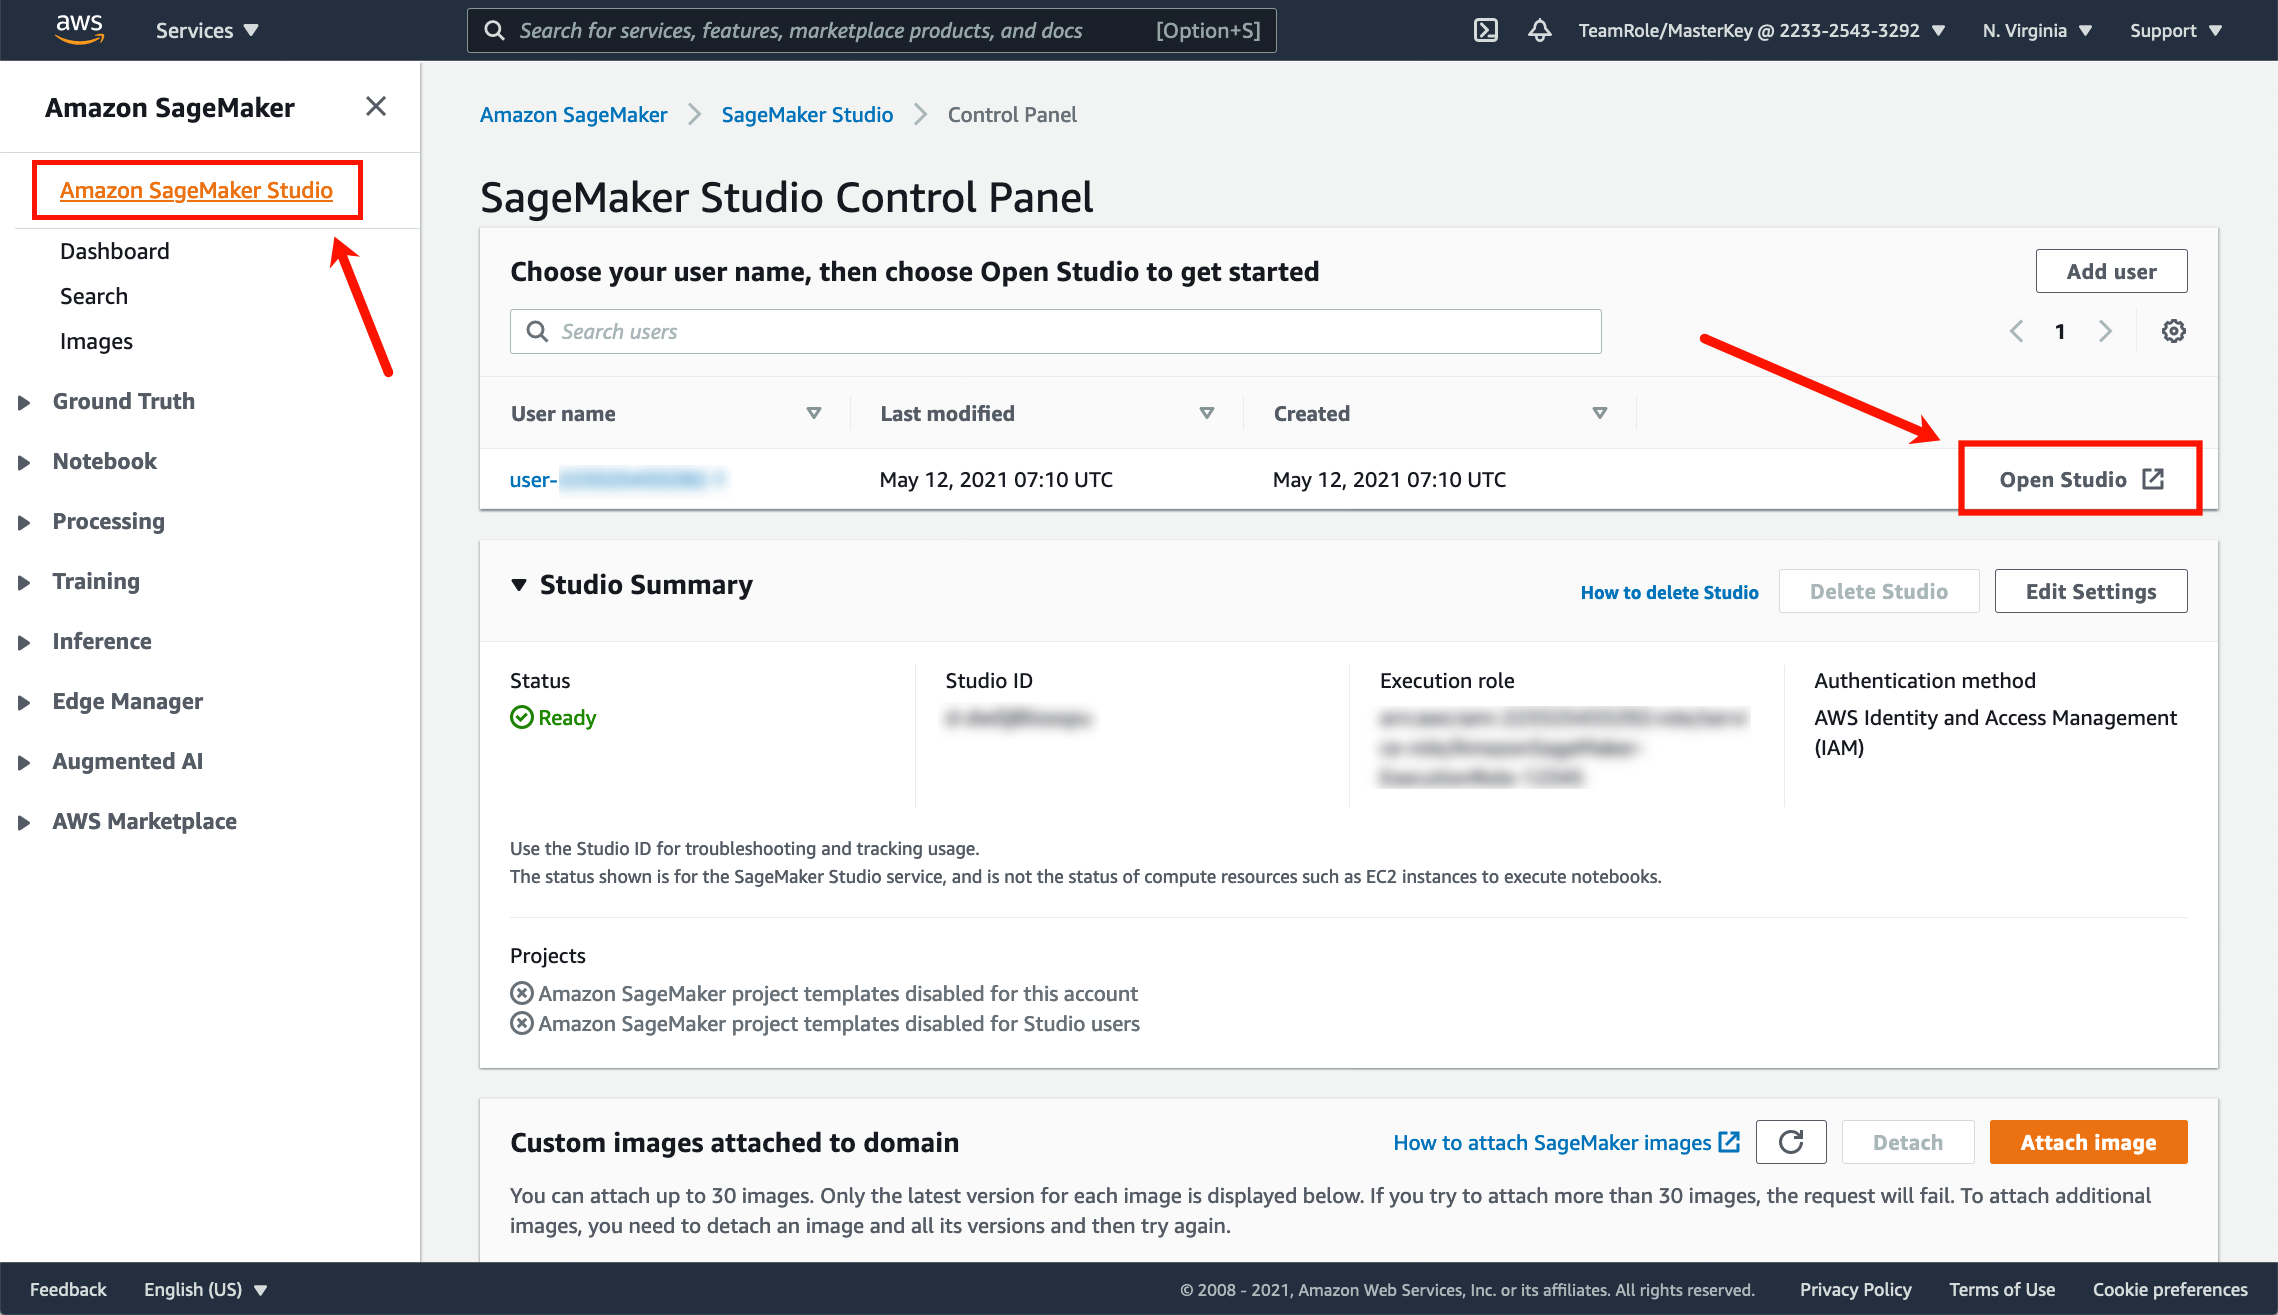 aws
Services
Search for services, features, marketplace products, and docs [Option+S]
TeamRole/MasterKey @ 2233-2543-3292
N. Virginia
Support
Amazon SageMaker
Amazon SageMaker Studio
Dashboard
Search
Images
Ground Truth
Notebook
Processing
Training
Inference
Edge Manager
Augmented AI
AWS Marketplace
Amazon SageMaker
SageMaker Studio
Control Panel
SageMaker Studio Control Panel
Choose your user name, then choose Open Studio to get started
Add user
Search users
1
User name
Last modified
Created
user-
May 12, 2021 07:10 UTC
May 12, 2021 07:10 UTC
Open Studio
Studio Summary
How to delete Studio
Delete Studio
Edit Settings
Status
Ready
Studio ID
Execution role
Authentication method
AWS Identity and Access Management
(IAM)
Use the Studio ID for troubleshooting and tracking usage.
The status shown is for the SageMaker Studio service, and is not the status of compute resources such as EC2 instances to execute notebooks.
Projects
Amazon SageMaker project templates disabled for this account
Amazon SageMaker project templates disabled for Studio users
Custom images attached to domain
How to attach SageMaker images
Detach
Attach image
You can attach up to 30 images. Only the latest version for each image is displayed below. If you try to attach more than 30 images, the request will fail. To attach additional
images, you need to detach an image and all its versions and then try again.
Feedback
English (US)
© 2008 - 2021, Amazon Web Services, Inc. or its affiliates. All rights reserved.
Privacy Policy
Terms of Use
Cookie preferences